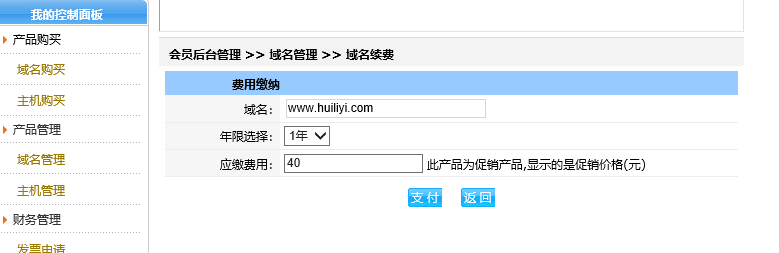 我的控制面板
产品购买
域名购买
主机购买
产品管理
域名管理
主机管理
财务管理
发票申请
会员后台管理 >> 域名管理 >> 域名续费
费用缴纳
域名: www.huiliyi.com
年限选择: 1年
应缴费用: 40 此产品为促销产品,显示的是促销价格(元)
支付 返回